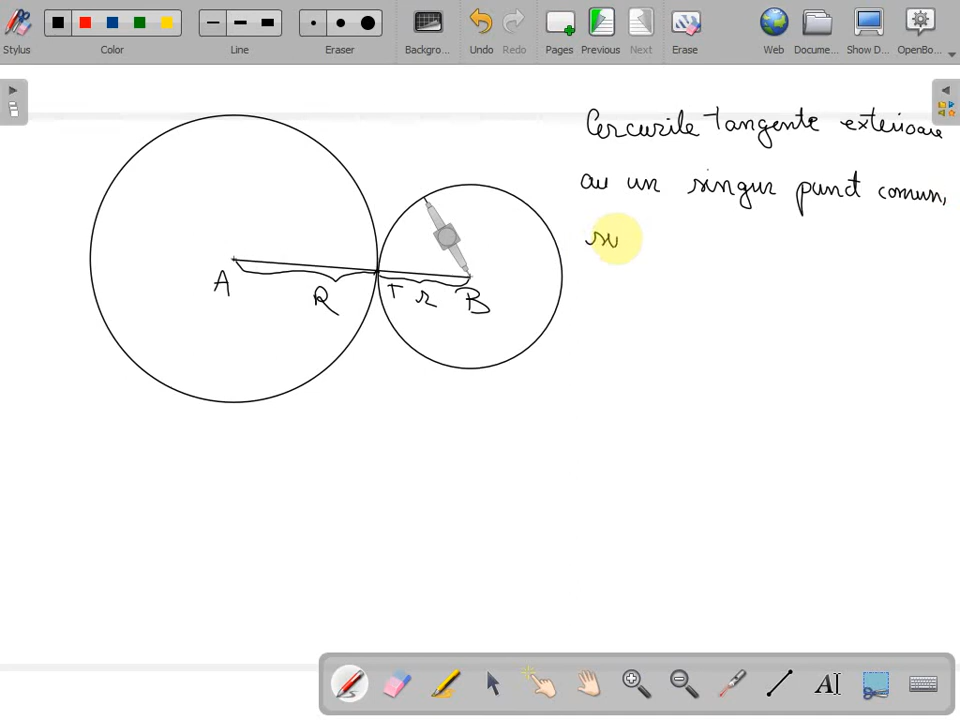 Stylus Color Line Eraser Backgro... Undo Redo Pages Previous Next Erase Web Docume... Show D... OpenBo...
Cercurile tangente exterioare
au un singur punct comun,
su
A R T r B
A